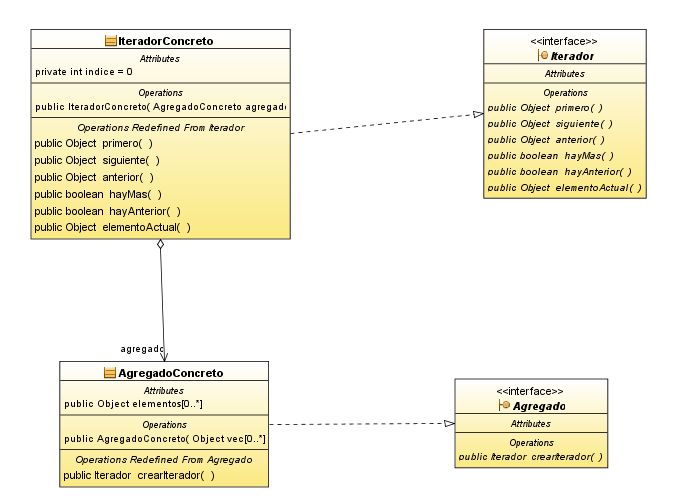 IteradorConcreto
Attributes
private int indice = 0
Operations
public IteradorConcreto( AgregadoConcreto agregad
Operations Redefined From Iterador
public Object primero( )
public Object siguiente( )
public Object anterior( )
public boolean hayMas( )
public boolean hayAnterior( )
public Object elementoActual( )
<<interface>>
Iterador
Attributes
Operations
public Object primero( )
public Object siguiente( )
public Object anterior( )
public boolean hayMas( )
public boolean hayAnterior( )
public Object elementoActual( )
agregado
AgregadoConcreto
Attributes
public Object elementos[0..*]
Operations
public AgregadoConcreto( Object vec[0..*]
Operations Redefined From Agregado
public Iterador crearIterador( )
<<interface>>
Agregado
Attributes
Operations
public Iterador crearIterador( )